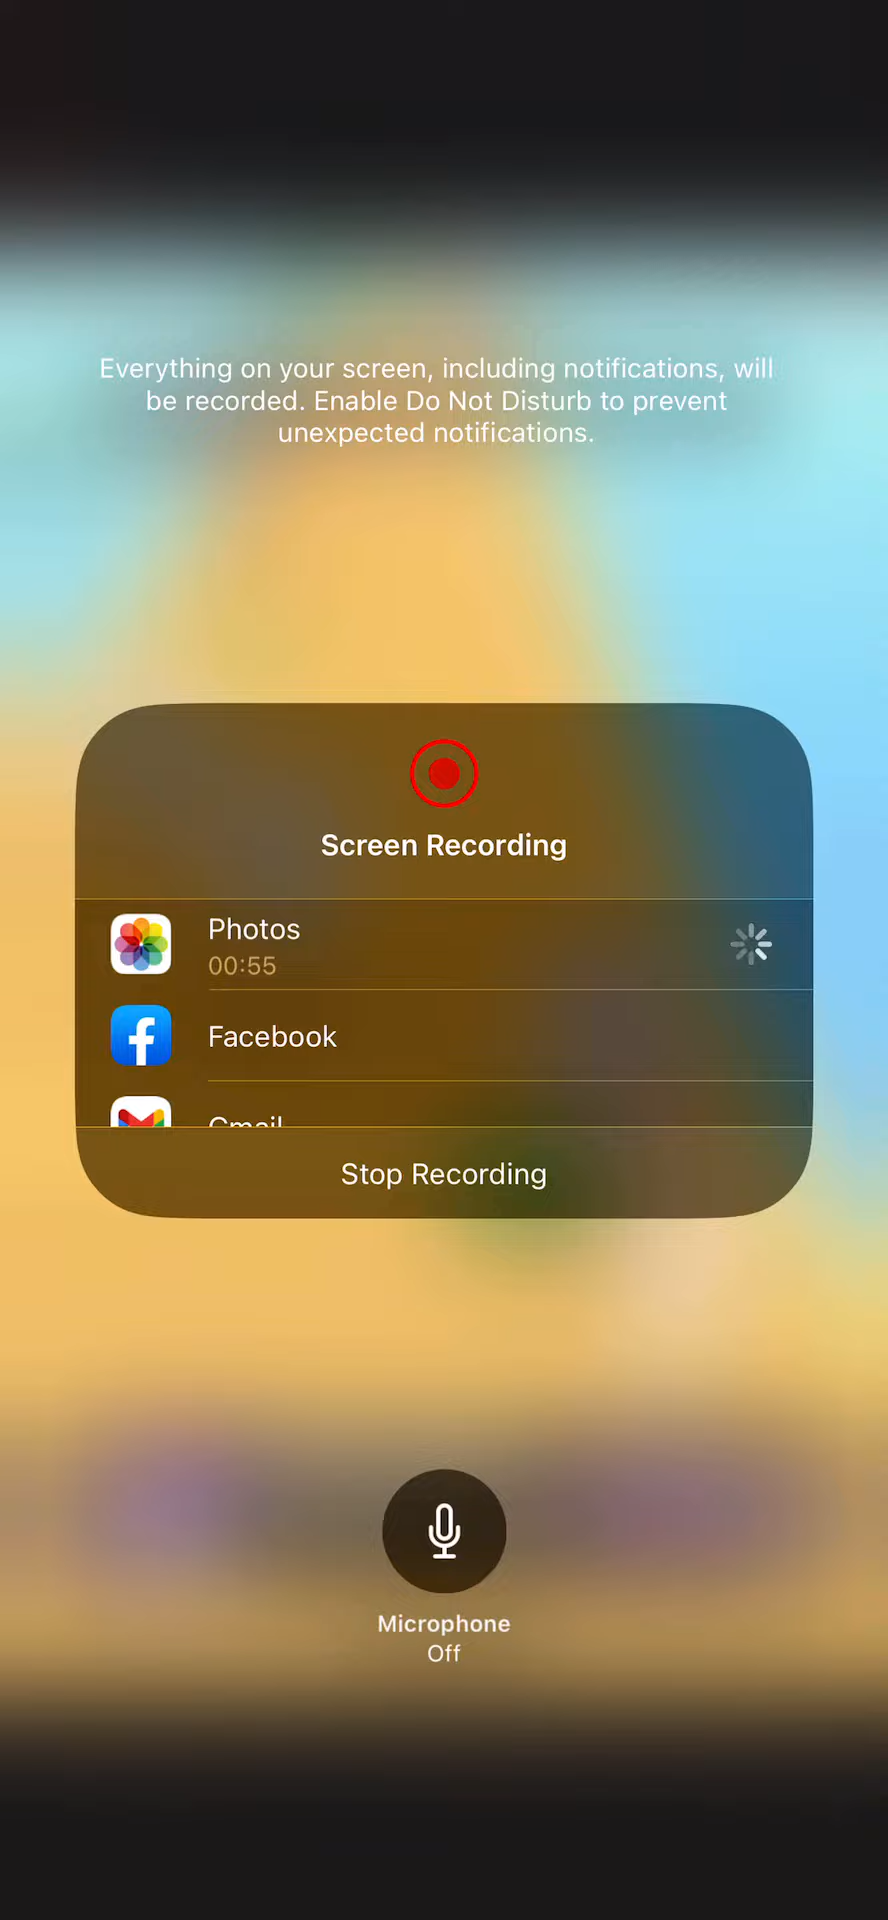 Everything on your screen, including notifications, will
be recorded. Enable Do Not Disturb to prevent
unexpected notifications.
Screen Recording
Photos
00:55
Facebook
Gmail
Stop Recording
Microphone
Off